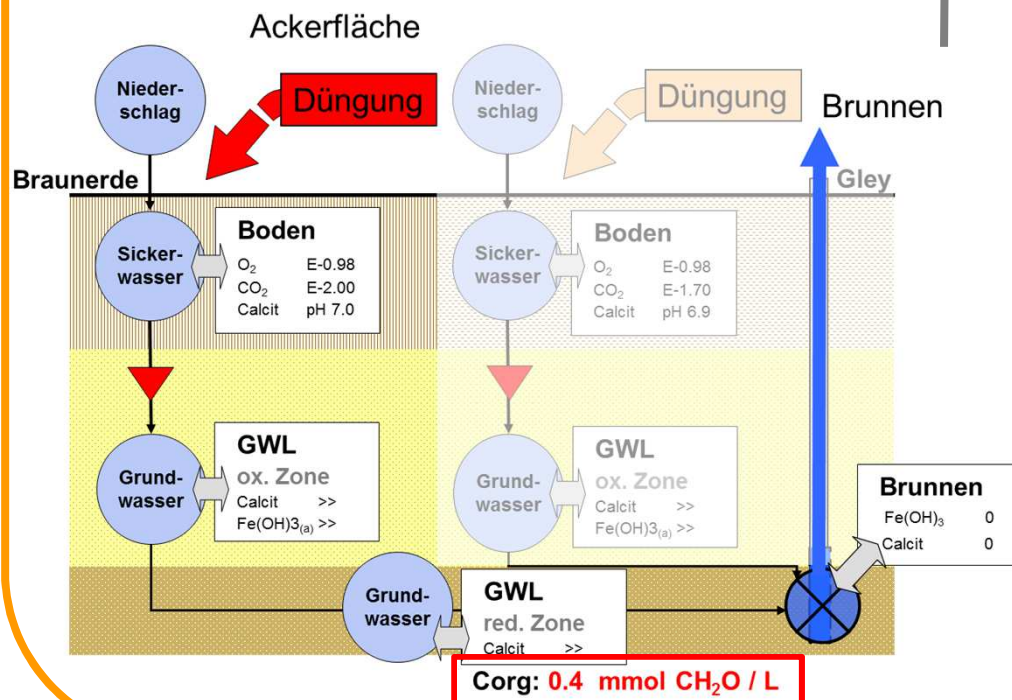 Ackerfläche
Nieder-
schlag
Düngung
Nieder-
schlag
Düngung
Brunnen
Braunerde
Gley
Sicker-
wasser
Boden
O₂ E-0.98
CO₂ E-2.00
Calcit pH 7.0
Sicker-
wasser
Boden
O₂ E-0.98
CO₂ E-1.70
Calcit pH 6.9
Grund-
wasser
GWL
ox. Zone
Calcit >>
Fe(OH)3₍ₐ₎ >>
Grund-
wasser
GWL
ox. Zone
Calcit >>
Fe(OH)3₍ₐ₎ >>
Brunnen
Fe(OH)₃ 0
Calcit 0
Grund-
wasser
GWL
red. Zone
Calcit >>
Corg: 0.4 mmol CH₂O / L